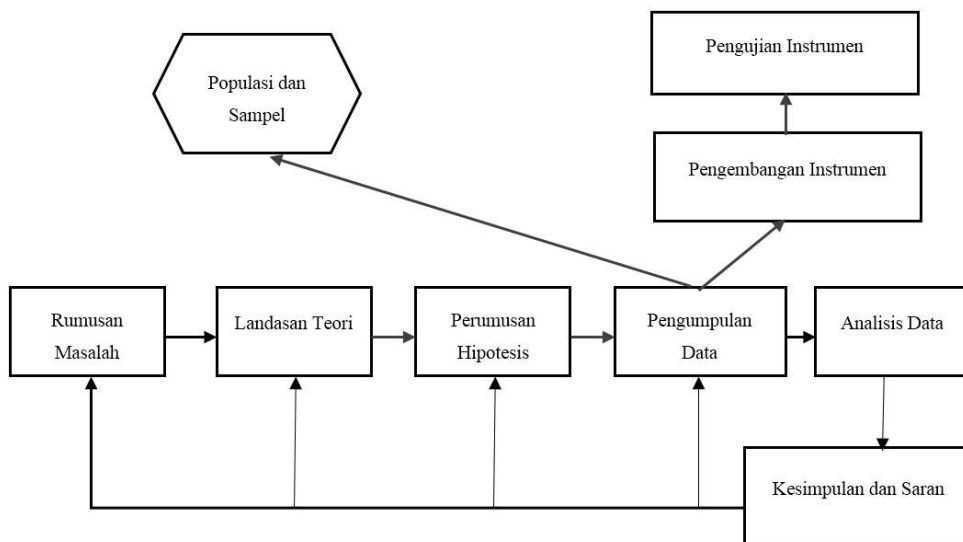 Populasi dan
Sampel
Pengujian Instrumen
Pengembangan Instrumen
Rumusan
Masalah
Landasan Teori
Perumusan
Hipotesis
Pengumpulan
Data
Analisis Data
Kesimpulan dan Saran